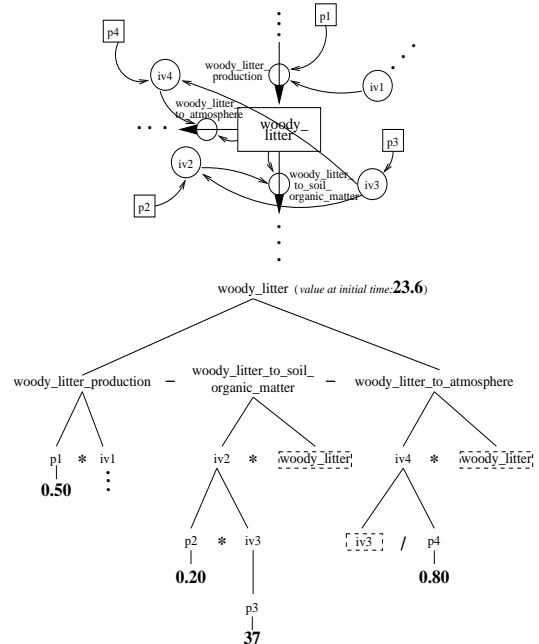 p4
p1
woody_litter_
production
iv4
iv1
woody_litter_
to_atmosphere
woody_
litter
p3
iv2
woody_litter_
to_soil_
organic_matter
iv3
p2
woody_litter (value at initial time:23.6)
woody_litter_production − woody_litter_to_soil_
organic_matter − woody_litter_to_atmosphere
p1 * iv1
iv2 * woody_litter
iv4 * woody_litter
0.50
p2 * iv3
iv3 / p4
0.20
0.80
p3
37